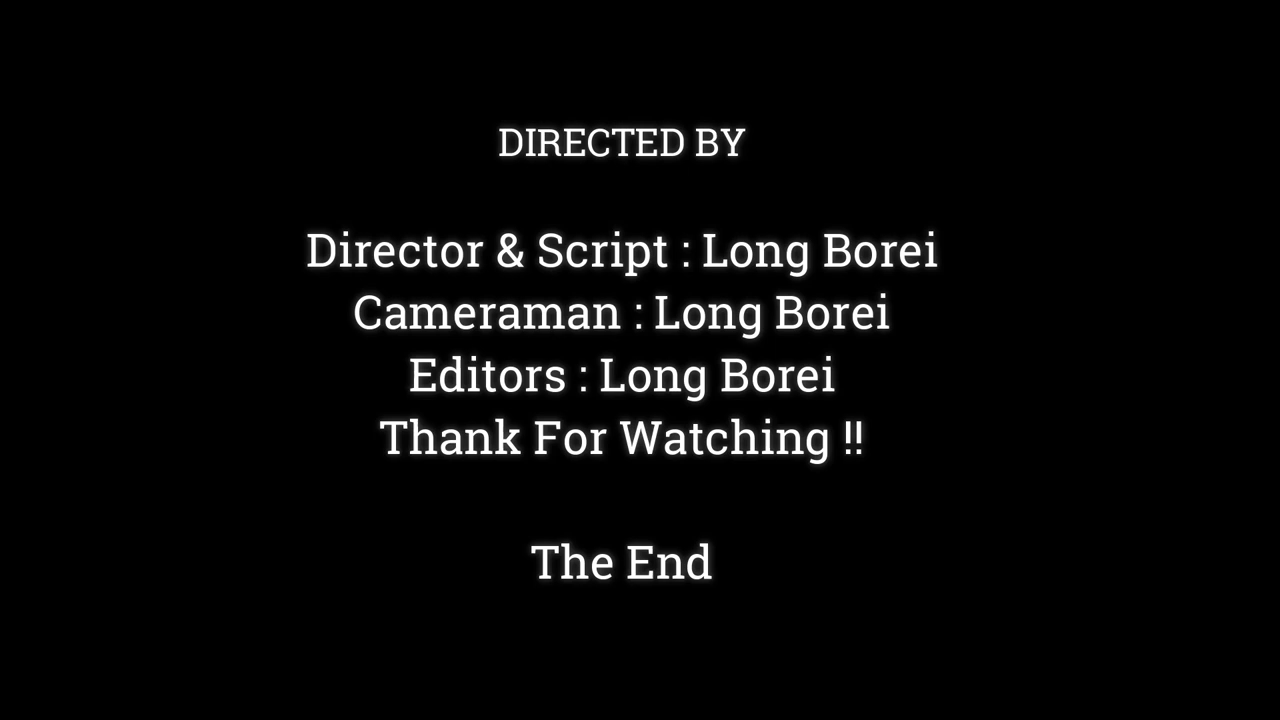 DIRECTED BY
Director & Script : Long Borei
Cameraman : Long Borei
Editors : Long Borei
Thank For Watching !!
The End